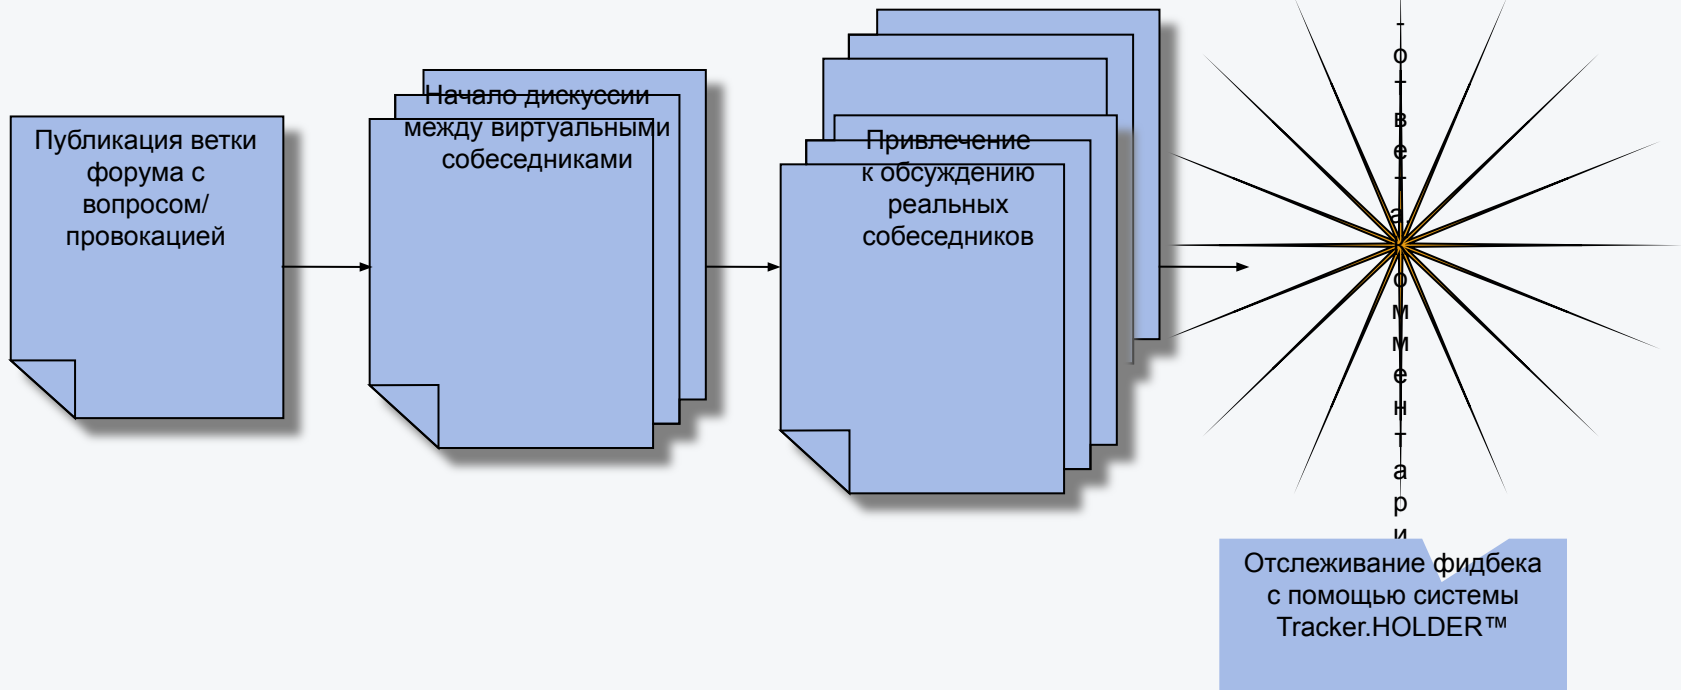 Публикация ветки
форума с
вопросом/
провокацией
Начало дискуссии
между виртуальными
собеседниками
Привлечение
к обсуждению
реальных
собеседников
-
о
т
в
е
т
а
о
м
м
е
н
т
а
р
и
Отслеживание фидбека
с помощью системы
Tracker.HOLDER™